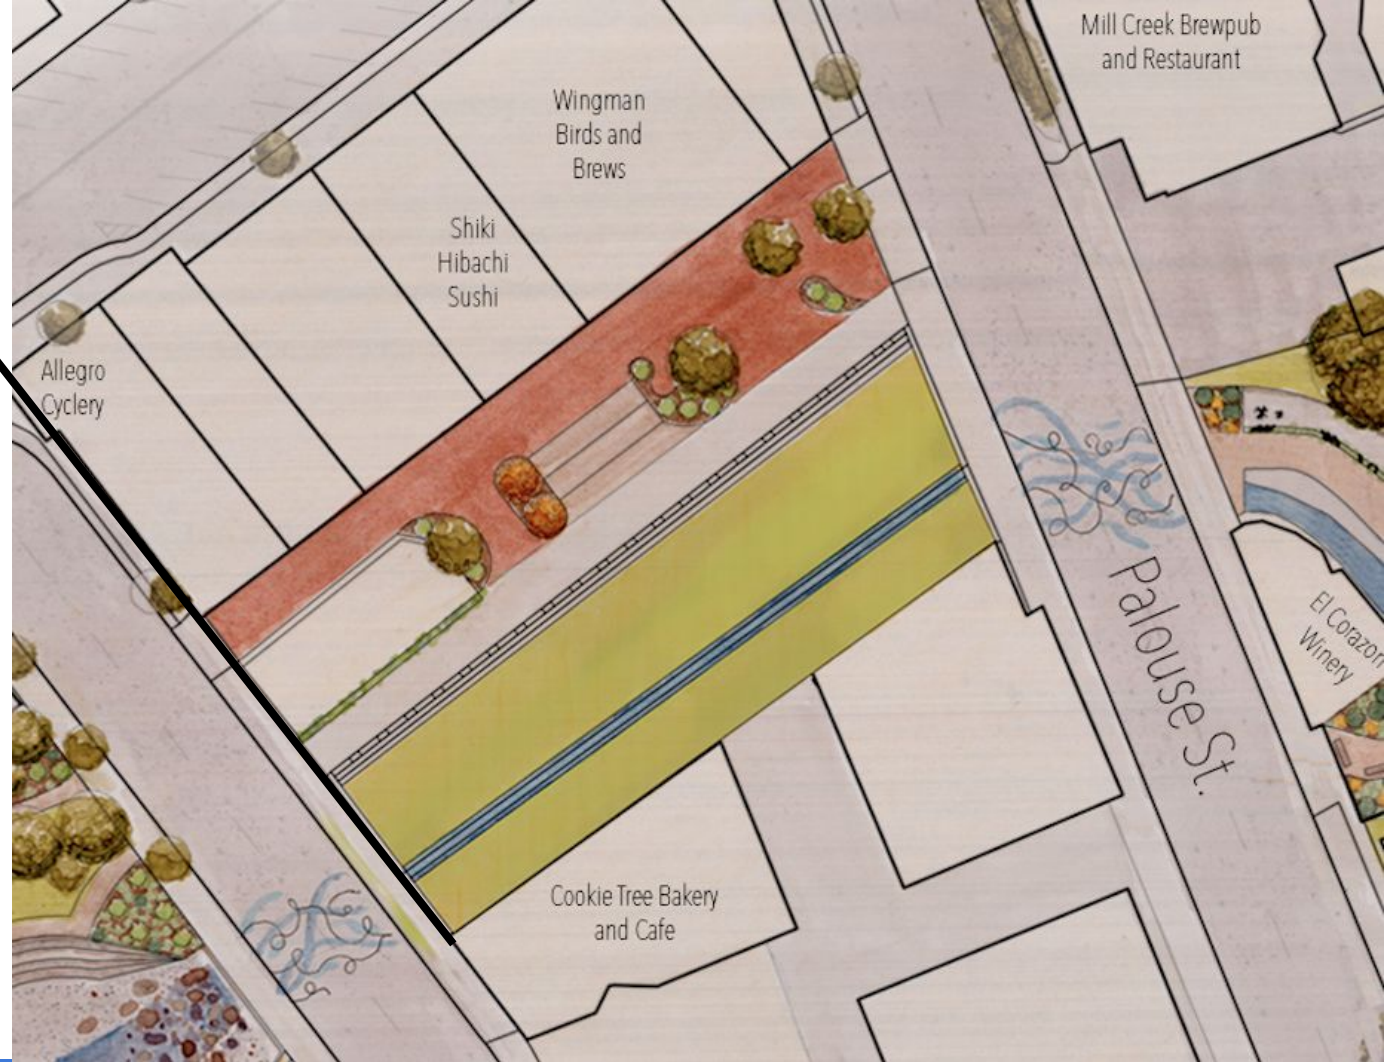 Mill Creek Brewpub
and Restaurant
Wingman
Birds and
Brews
Shiki
Hibachi
Sushi
Allegro
Cyclery
Palouse St.
El Corazon
Winery
Cookie Tree Bakery
and Cafe